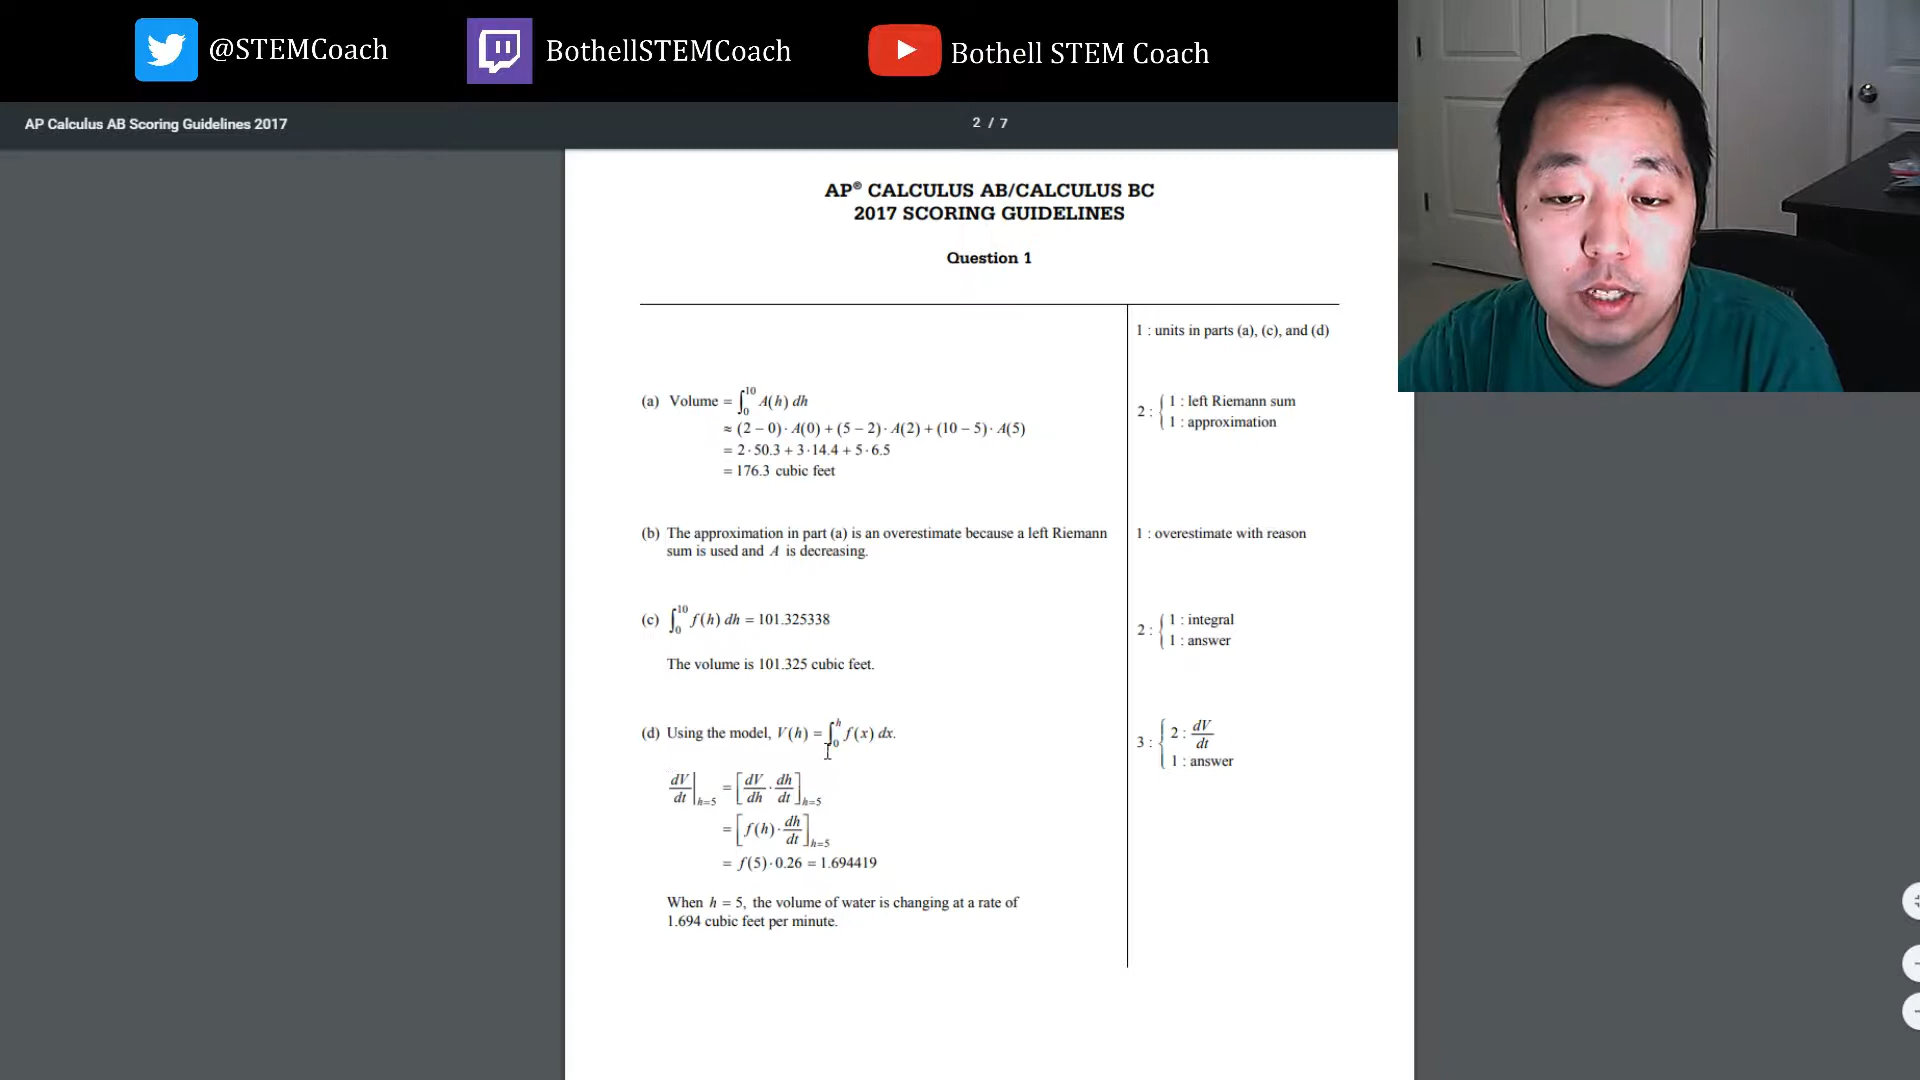 @STEMCoach
BothellSTEMCoach
Bothell STEM Coach
AP Calculus AB Scoring Guidelines 2017
2 / 7
AP® CALCULUS AB/CALCULUS BC
2017 SCORING GUIDELINES
Question 1
1 : units in parts (a), (c), and (d)
(a) Volume = ∫₀¹⁰ A(h) dh
≈ (2 − 0) · A(0) + (5 − 2) · A(2) + (10 − 5) · A(5)
= 2 · 50.3 + 3 · 14.4 + 5 · 6.5
= 176.3 cubic feet
2 : { 1 : left Riemann sum
1 : approximation
(b) The approximation in part (a) is an overestimate because a left Riemann
sum is used and A is decreasing.
1 : overestimate with reason
(c) ∫₀¹⁰ f(h) dh = 101.325338
The volume is 101.325 cubic feet.
2 : { 1 : integral
1 : answer
(d) Using the model, V(h) = ∫₀ʰ f(x) dx.
dV/dt |h=5 = [dV/dh · dh/dt]h=5
= [f(h) · dh/dt]h=5
= f(5) · 0.26 = 1.694419
When h = 5, the volume of water is changing at a rate of
1.694 cubic feet per minute.
3 : { 2 : dV/dt
1 : answer